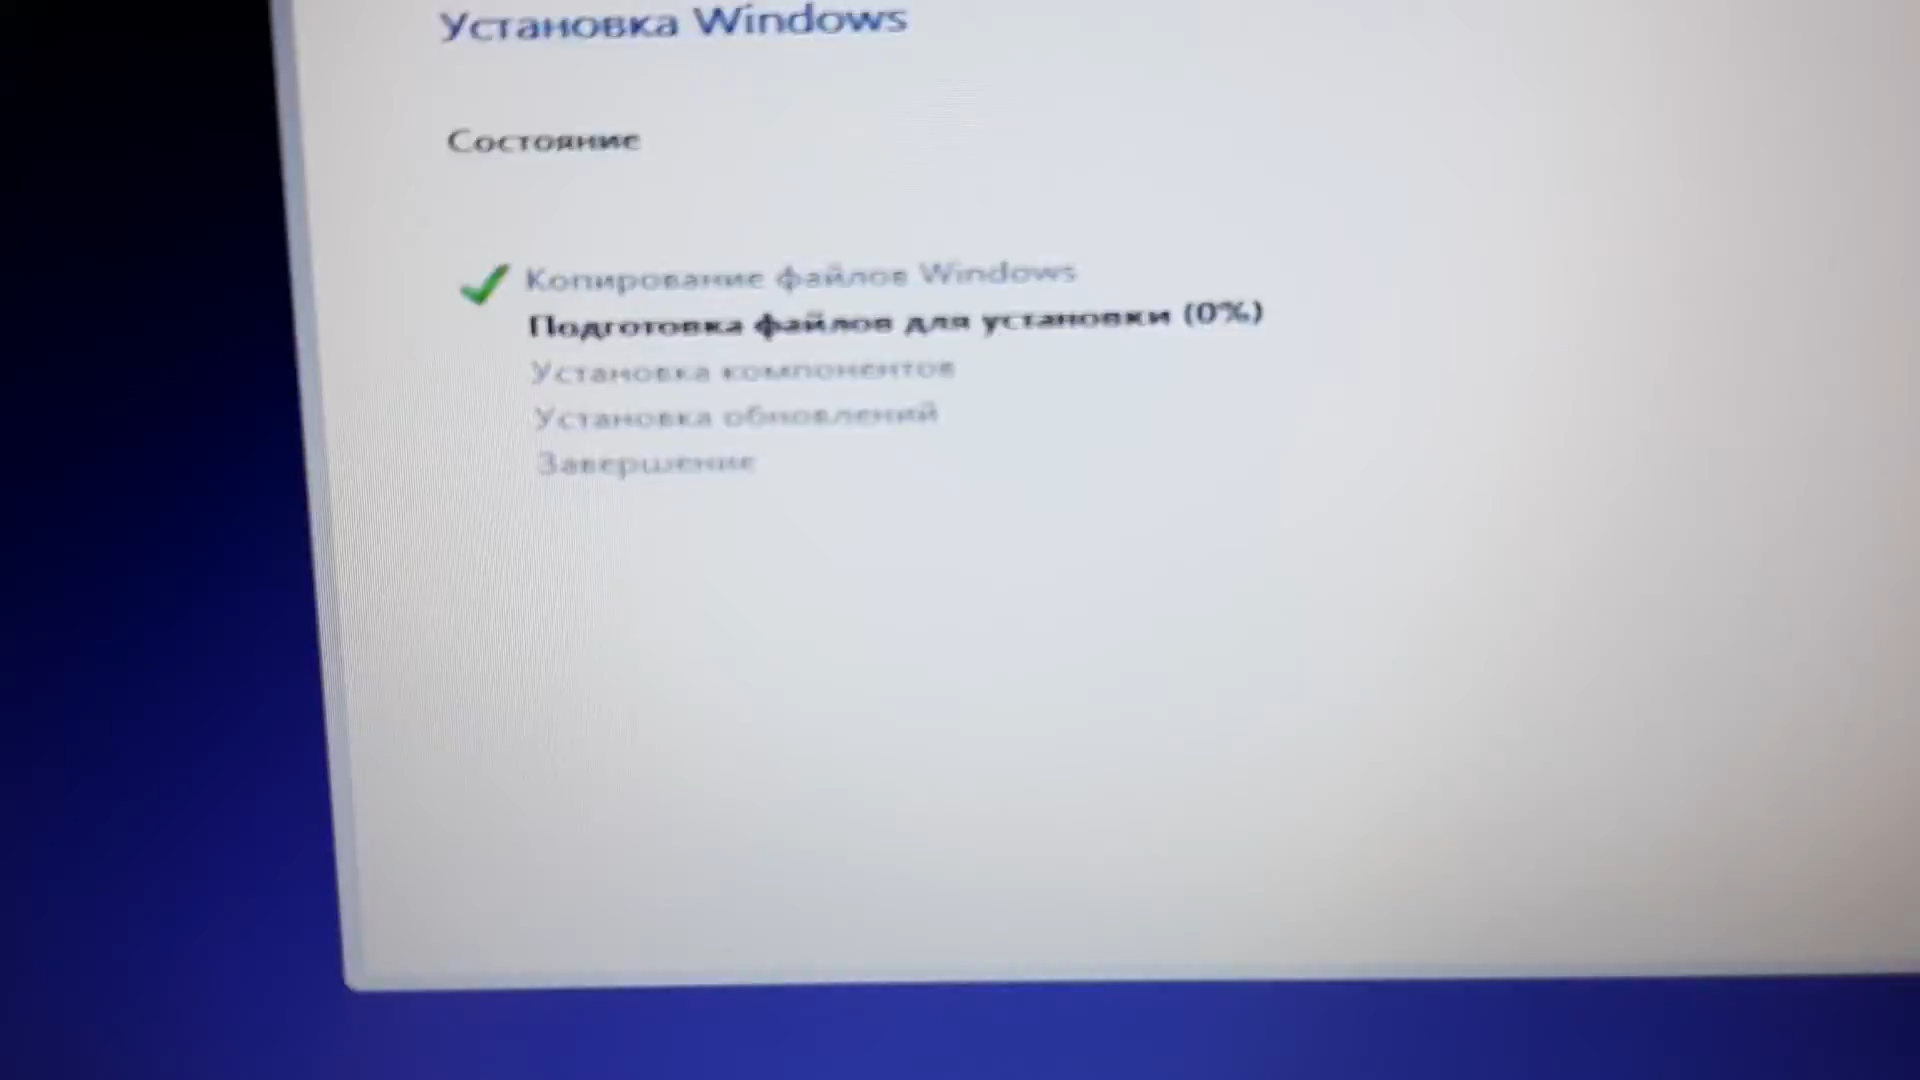 Установка Windows
Состояние
Копирование файлов Windows
Подготовка файлов для установки (0%)
Установка компонентов
Установка обновлений
Завершение